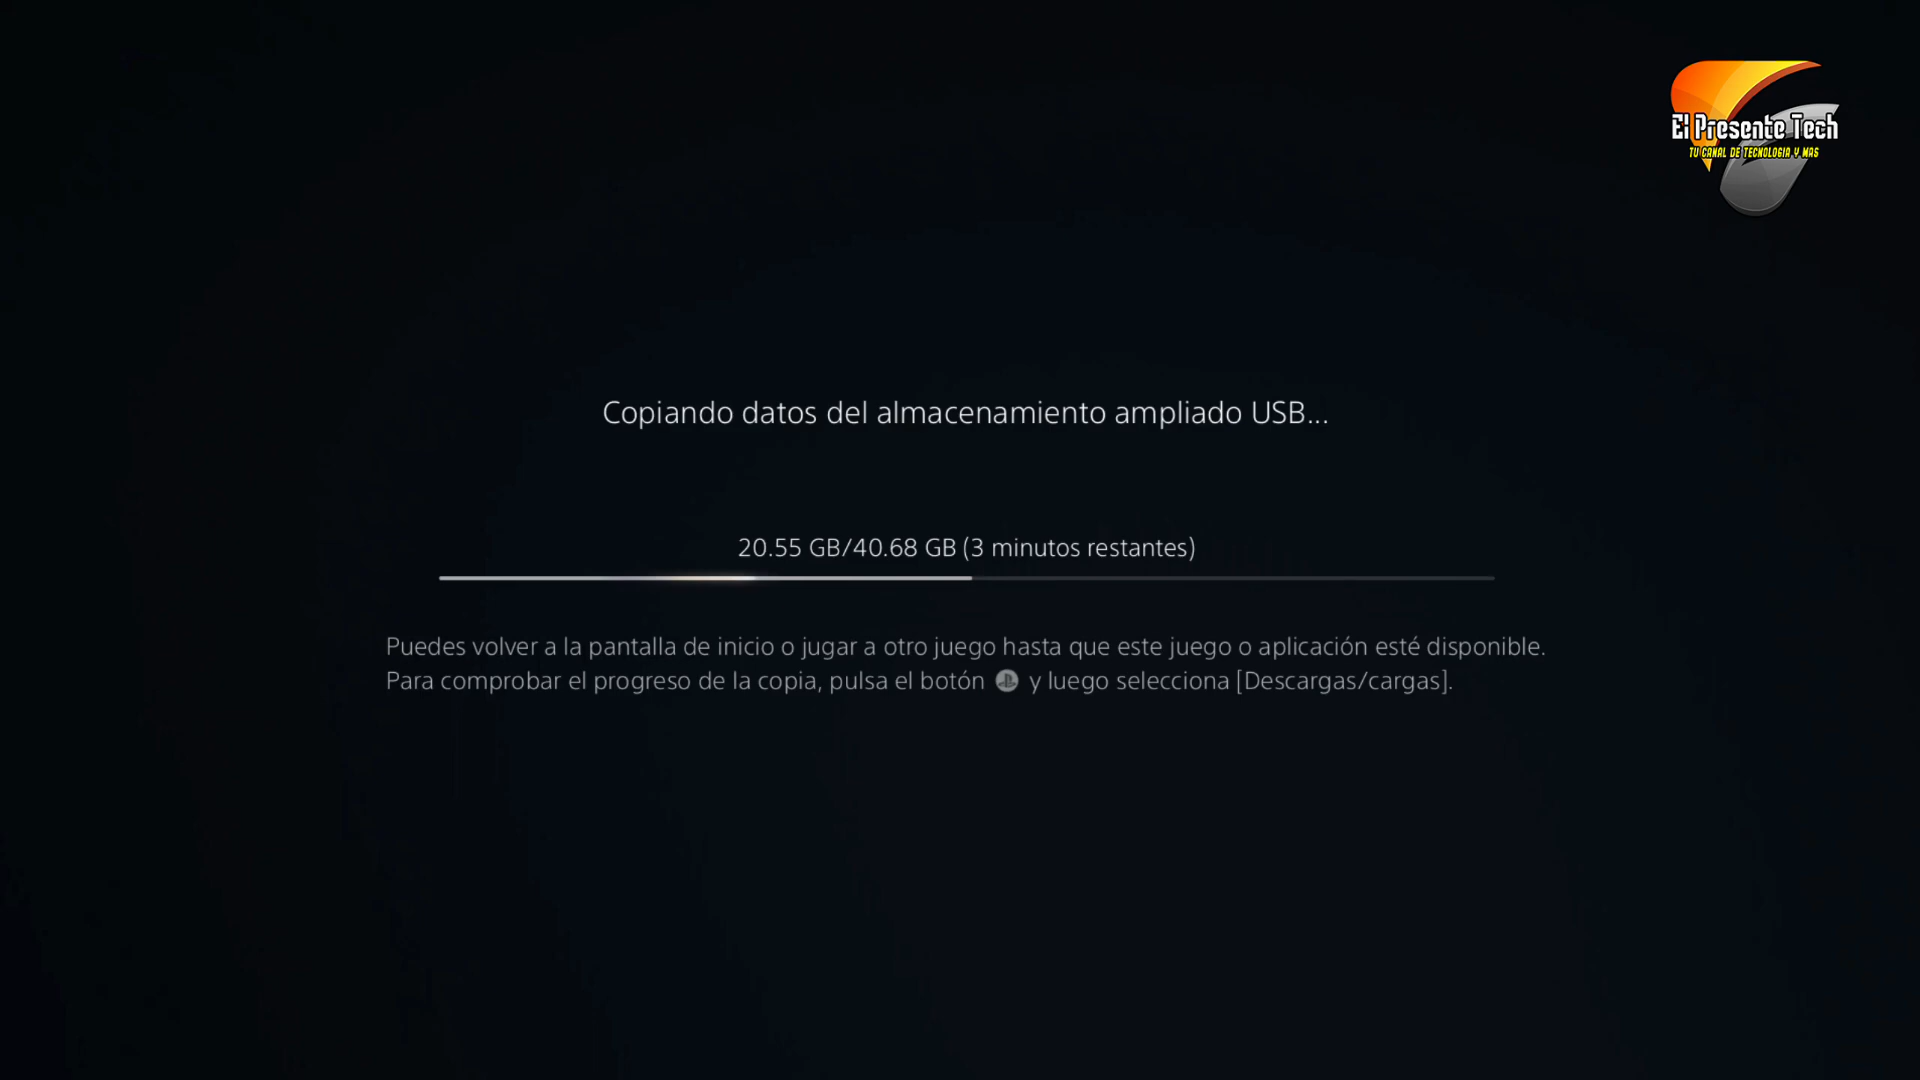 El Presente Tech
TU CANAL DE TECNOLOGIA Y MAS
Copiando datos del almacenamiento ampliado USB...
20.55 GB/40.68 GB (3 minutos restantes)
Puedes volver a la pantalla de inicio o jugar a otro juego hasta que este juego o aplicación esté disponible.
Para comprobar el progreso de la copia, pulsa el botón y luego selecciona [Descargas/cargas].